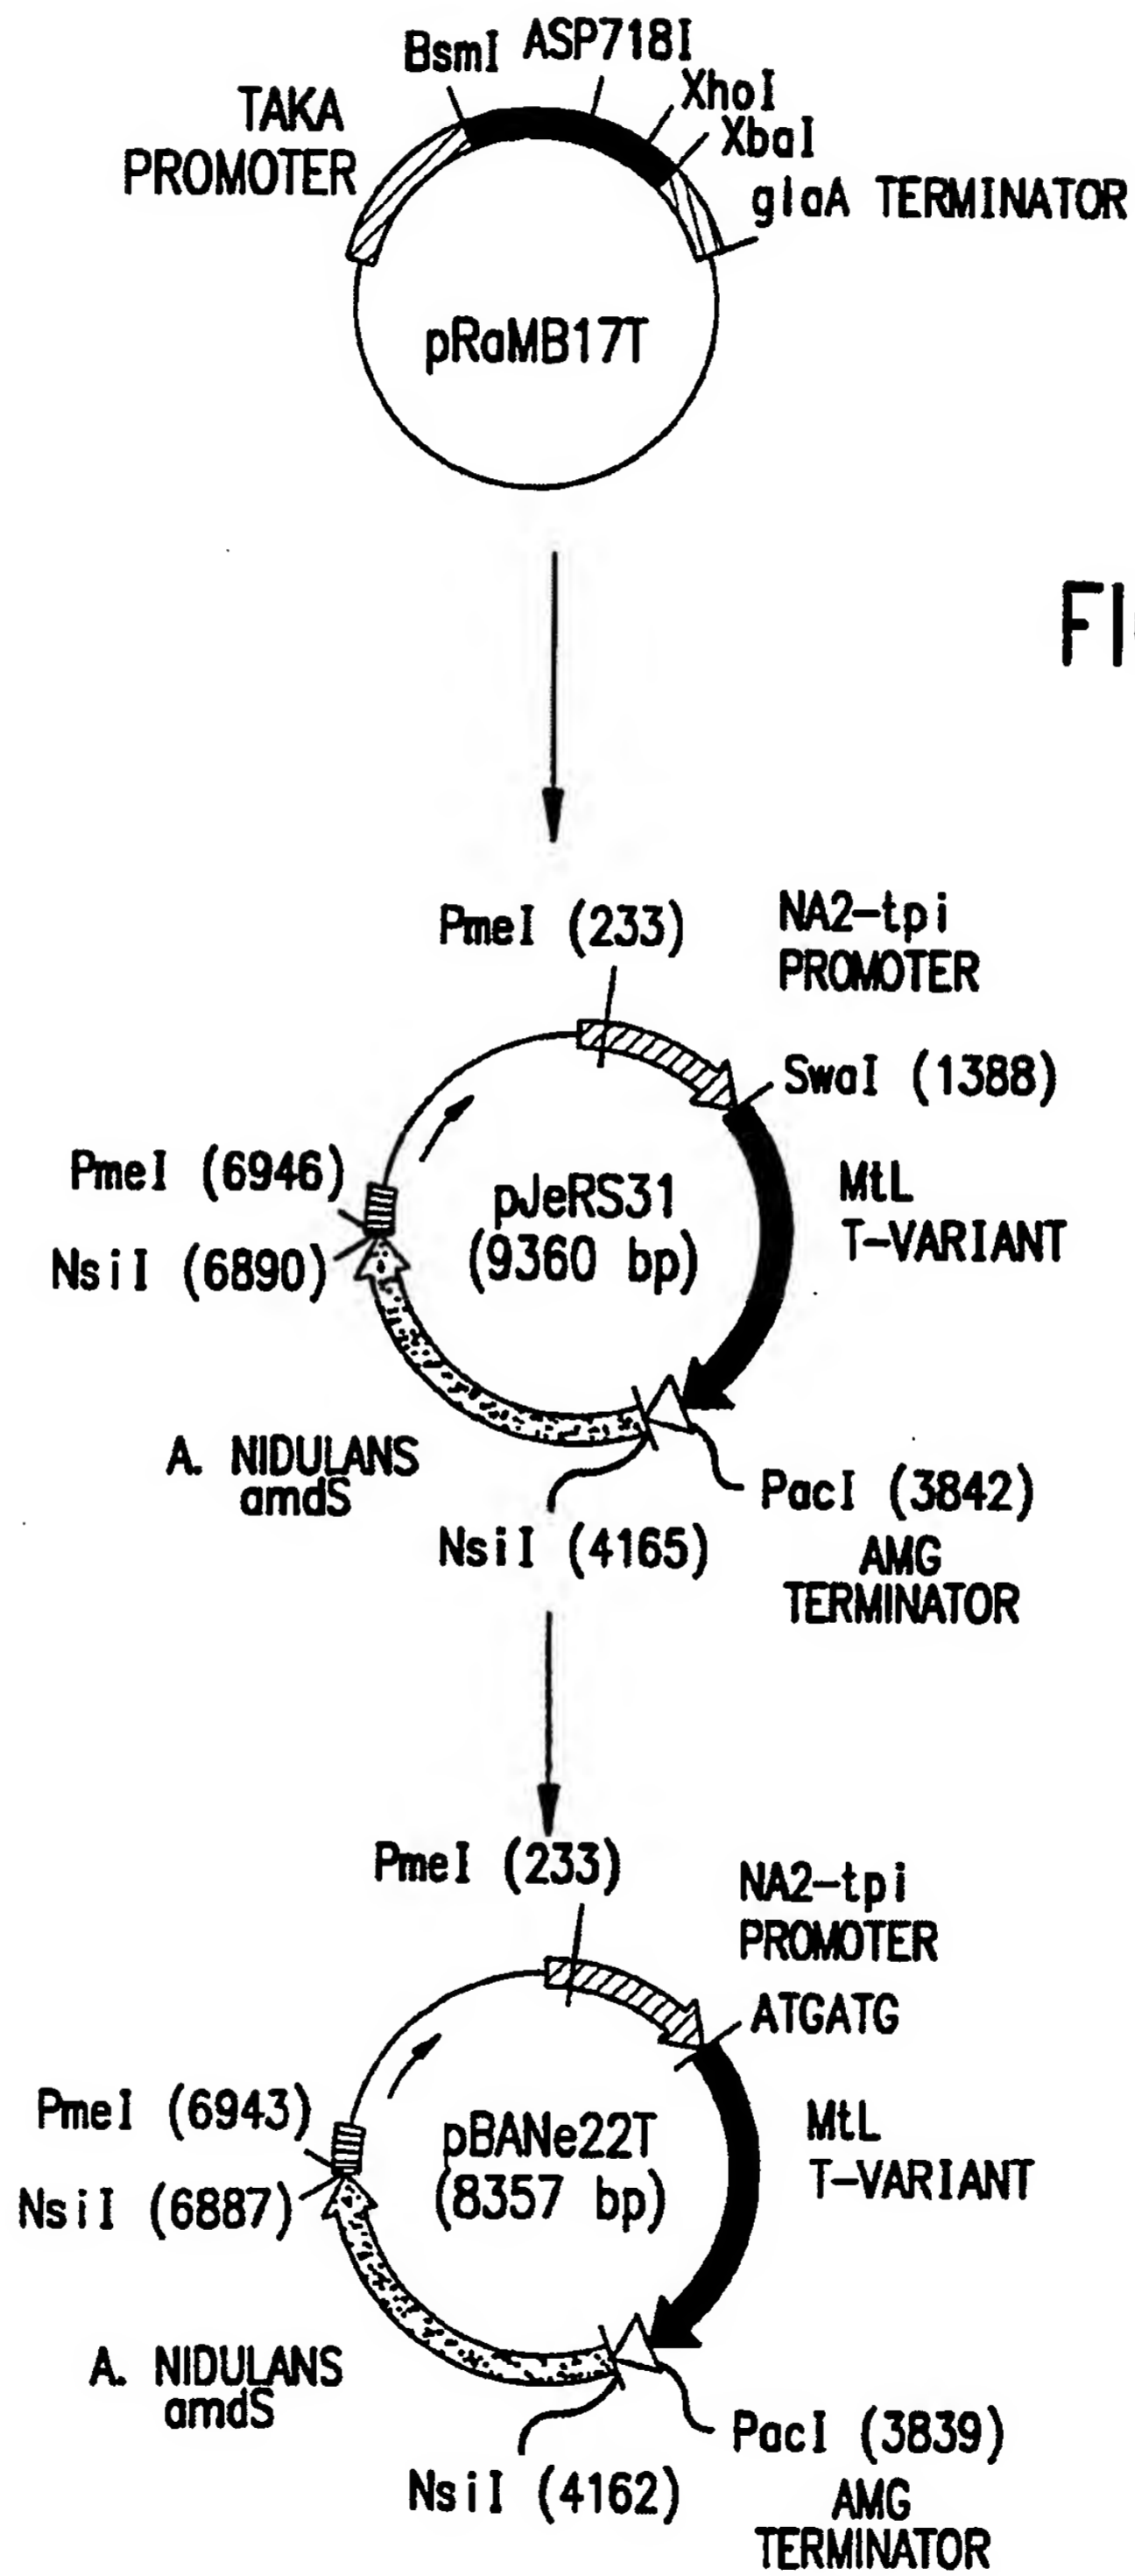 BsmI
ASP718I
XhoI
XbaI
TAKA
PROMOTER
glaA TERMINATOR
pRaMB17T
FI
PmeI (233)
NA2-tpi
PROMOTER
SwaI (1388)
PmeI (6946)
NsiI (6890)
pJeRS31
(9360 bp)
MtL
T-VARIANT
A. NIDULANS
amdS
PacI (3842)
NsiI (4165)
AMG
TERMINATOR
PmeI (233)
NA2-tpi
PROMOTER
ATGATG
PmeI (6943)
NsiI (6887)
pBANe22T
(8357 bp)
MtL
T-VARIANT
A. NIDULANS
amdS
PacI (3839)
NsiI (4162)
AMG
TERMINATOR